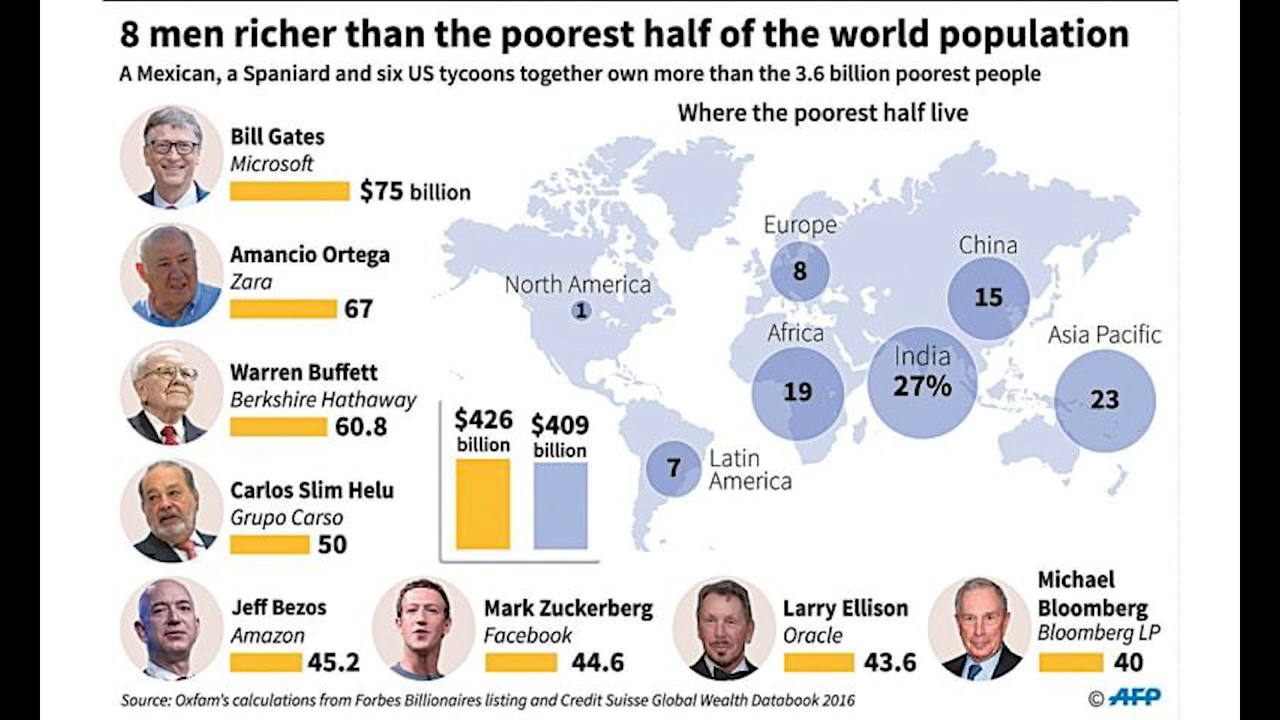 8 men richer than the poorest half of the world population
A Mexican, a Spaniard and six US tycoons together own more than the 3.6 billion poorest people
Where the poorest half live
Bill Gates
Microsoft
$75 billion
Amancio Ortega
Zara
67
Warren Buffett
Berkshire Hathaway
60.8
Carlos Slim Helu
Grupo Carso
50
$426
billion
$409
billion
North America
1
Europe
8
China
15
Africa
19
India
27%
Asia Pacific
23
7
Latin
America
Jeff Bezos
Amazon
45.2
Mark Zuckerberg
Facebook
44.6
Larry Ellison
Oracle
43.6
Michael
Bloomberg
Bloomberg LP
40
Source: Oxfam's calculations from Forbes Billionaires listing and Credit Suisse Global Wealth Databook 2016
© AFP